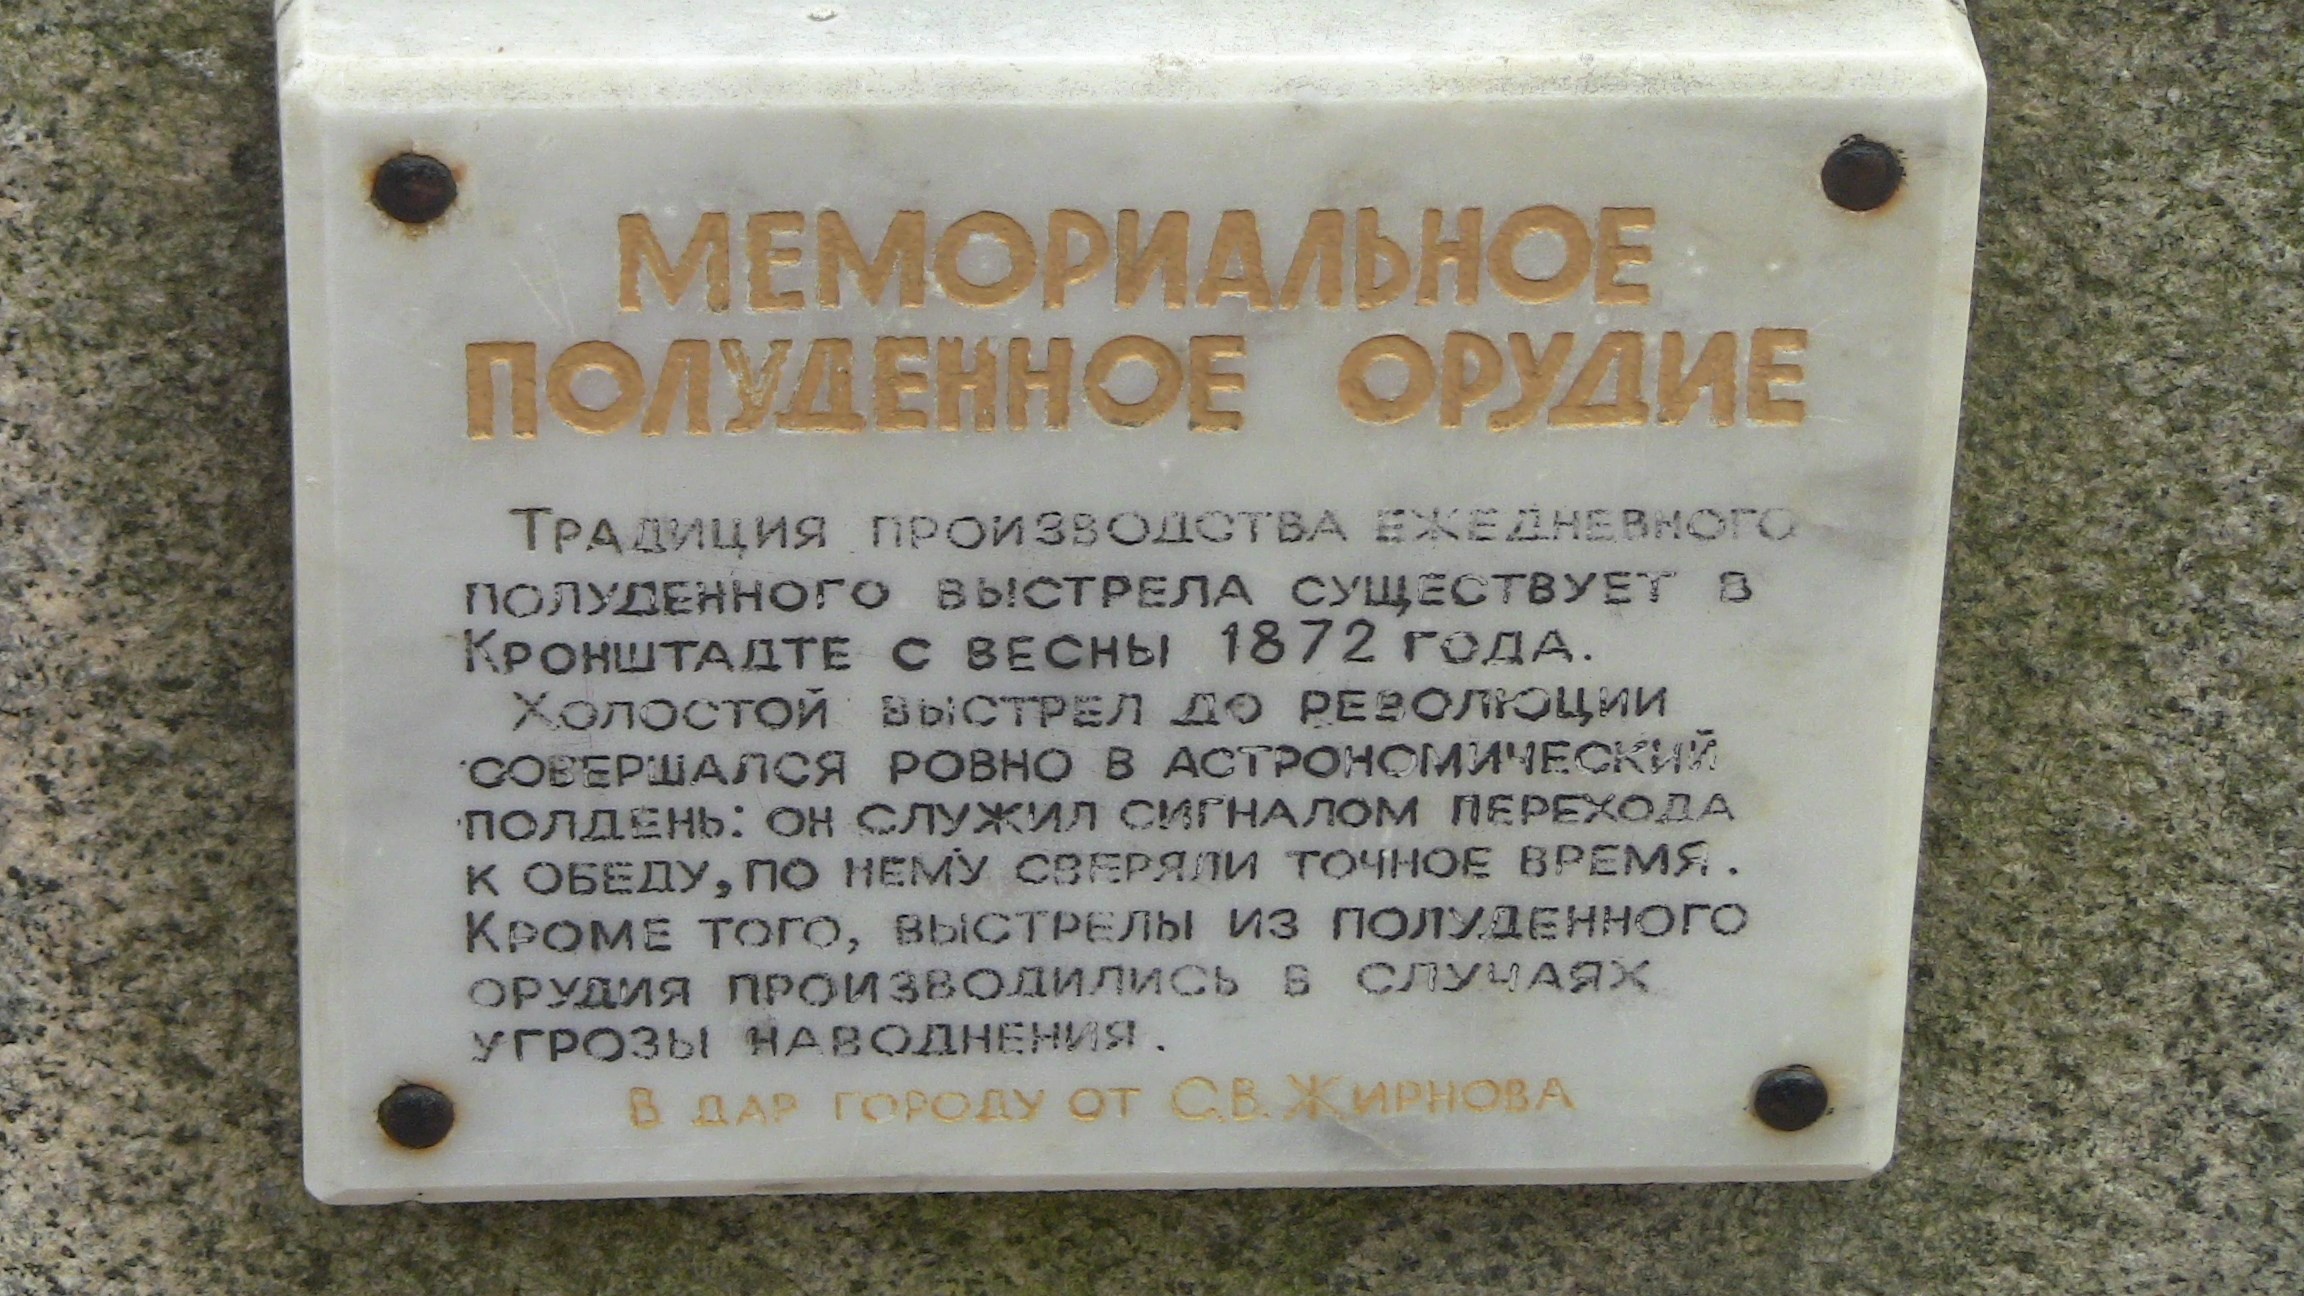 МЕМОРИАЛЬНОЕ
ПОЛУДЕННОЕ ОРУДИЕ
ТРАДИЦИЯ ПРОИЗВОДСТВА ЕЖЕДНЕВНОГО
ПОЛУДЕННОГО ВЫСТРЕЛА СУЩЕСТВУЕТ В
КРОНШТАДТЕ С ВЕСНЫ 1872 ГОДА.
ХОЛОСТОЙ ВЫСТРЕЛ ДО РЕВОЛЮЦИИ
СОВЕРШАЛСЯ РОВНО В АСТРОНОМИЧЕСКИЙ
ПОЛДЕНЬ: ОН СЛУЖИЛ СИГНАЛОМ ПЕРЕХОДА
К ОБЕДУ, ПО НЕМУ СВЕРЯЛИ ТОЧНОЕ ВРЕМЯ.
КРОМЕ ТОГО, ВЫСТРЕЛЫ ИЗ ПОЛУДЕННОГО
ОРУДИЯ ПРОИЗВОДИЛИСЬ В СЛУЧАЯХ
УГРОЗЫ НАВОДНЕНИЯ.
В ДАР ГОРОДУ ОТ С.В. ЖИРНОВА